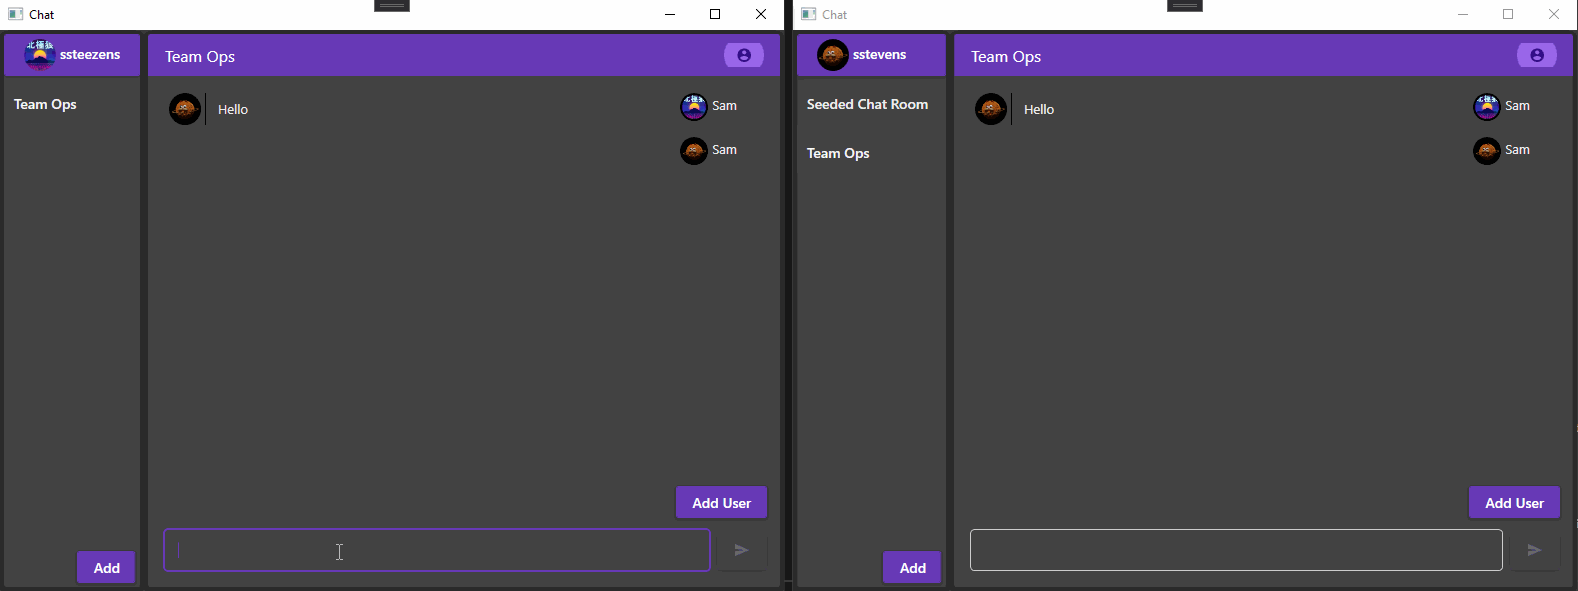 Chat
ssteezens
Team Ops
Team Ops
Hello
Sam
Sam
Add User
Add
Chat
sstevens
Seeded Chat Room
Team Ops
Team Ops
Hello
Sam
Sam
Add User
Add